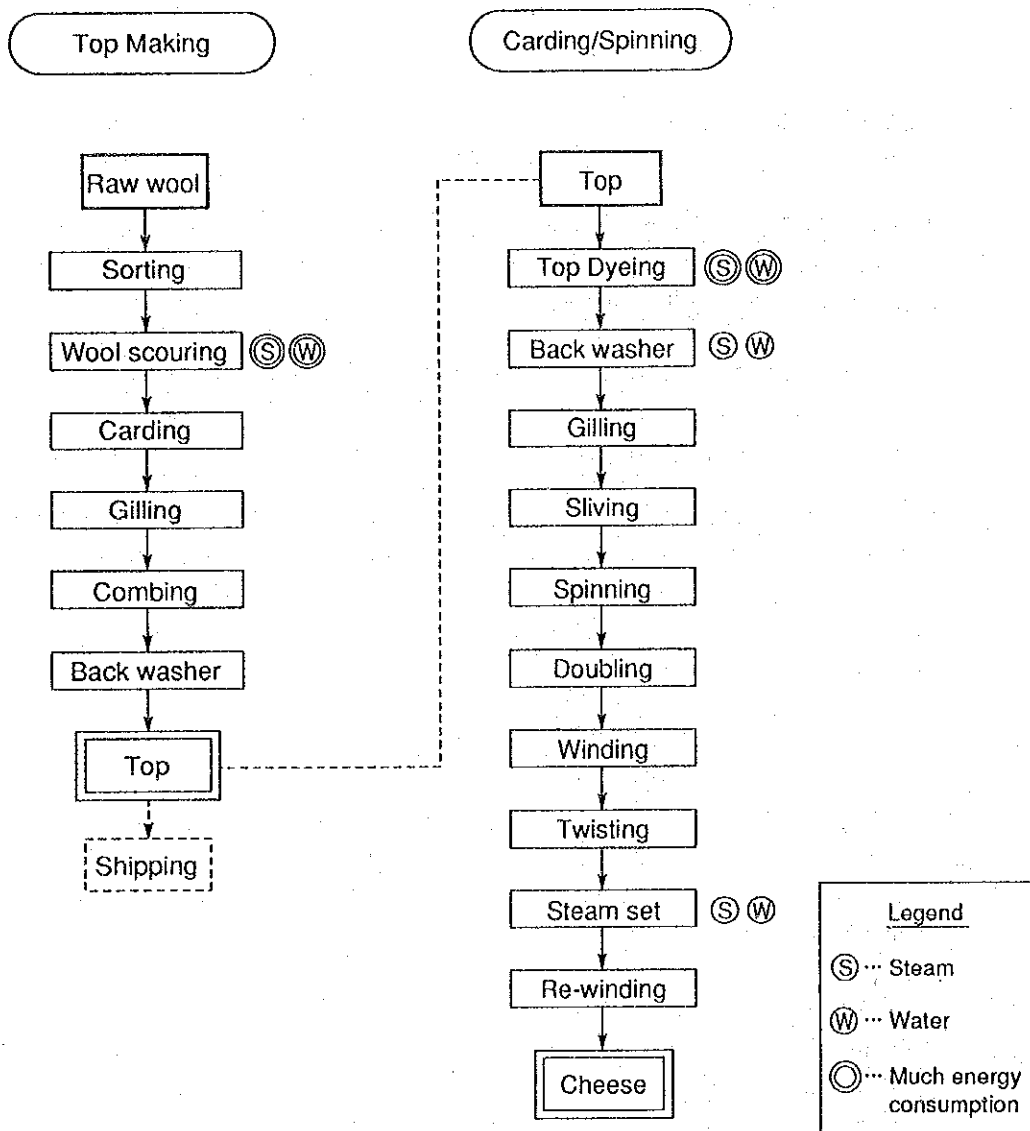 Top Making
Raw wool
Sorting
Wool scouring Ⓢ Ⓦ
Carding
Gilling
Combing
Back washer
Top
Shipping
Carding/Spinning
Top
Top Dyeing Ⓢ Ⓦ
Back washer Ⓢ Ⓦ
Gilling
Sliving
Spinning
Doubling
Winding
Twisting
Steam set Ⓢ Ⓦ
Re-winding
Cheese
Legend
Ⓢ ··· Steam
Ⓦ ··· Water
◎ ··· Much energy
consumption